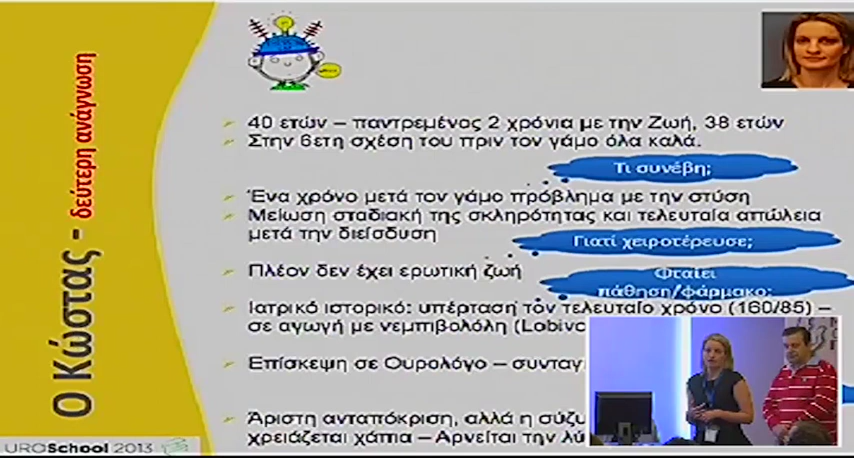 Ο Κώστας - δεύτερη ανάγνωση
40 ετών – παντρεμένος 2 χρόνια με την Ζωή, 38 ετών
Στην 6ετη σχέση του πριν τον γάμο όλα καλά.
Τι συνέβη;
Ένα χρόνο μετά τον γάμο πρόβλημα με την στύση
Μείωση σταδιακή της σκληρότητας και τελευταία απώλεια
μετά την διείσδυση
Γιατί χειροτέρευσε;
Πλέον δεν έχει ερωτική ζωή
Φταίει
πάθηση/φάρμακο;
Ιατρικό ιστορικό: υπέρταση τον τελευταίο χρόνο (160/85) –
σε αγωγή με νεμπιβολόλη (Lobivo
Επίσκεψη σε Ουρολόγο – συνταγ
Άριστη ανταπόκριση, αλλά η σύζυ
χρειάζεται χάπια – Αρνείται την λύ
UROSchool 2013